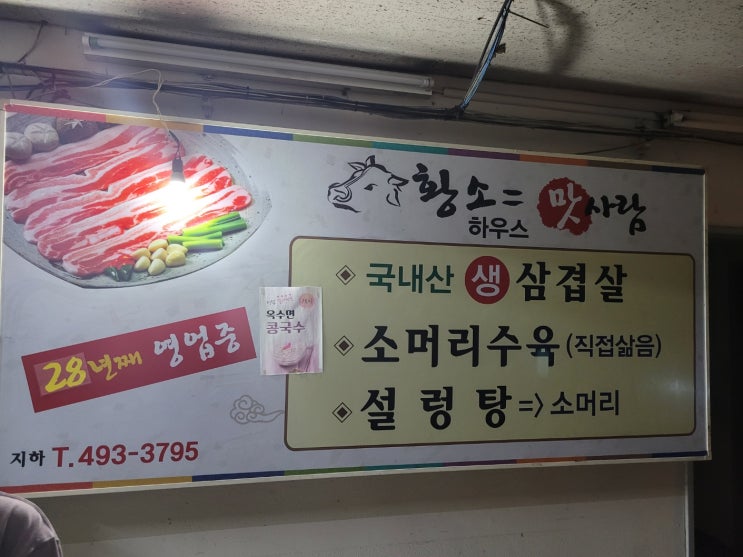 황소= 맛사람
하우스
◈ 국내산 생 삼겹살
◈ 소머리수육 (직접삶음)
◈ 설렁탕 => 소머리
28년째 영업중
옥수면
콩국수
지하 T. 493-3795